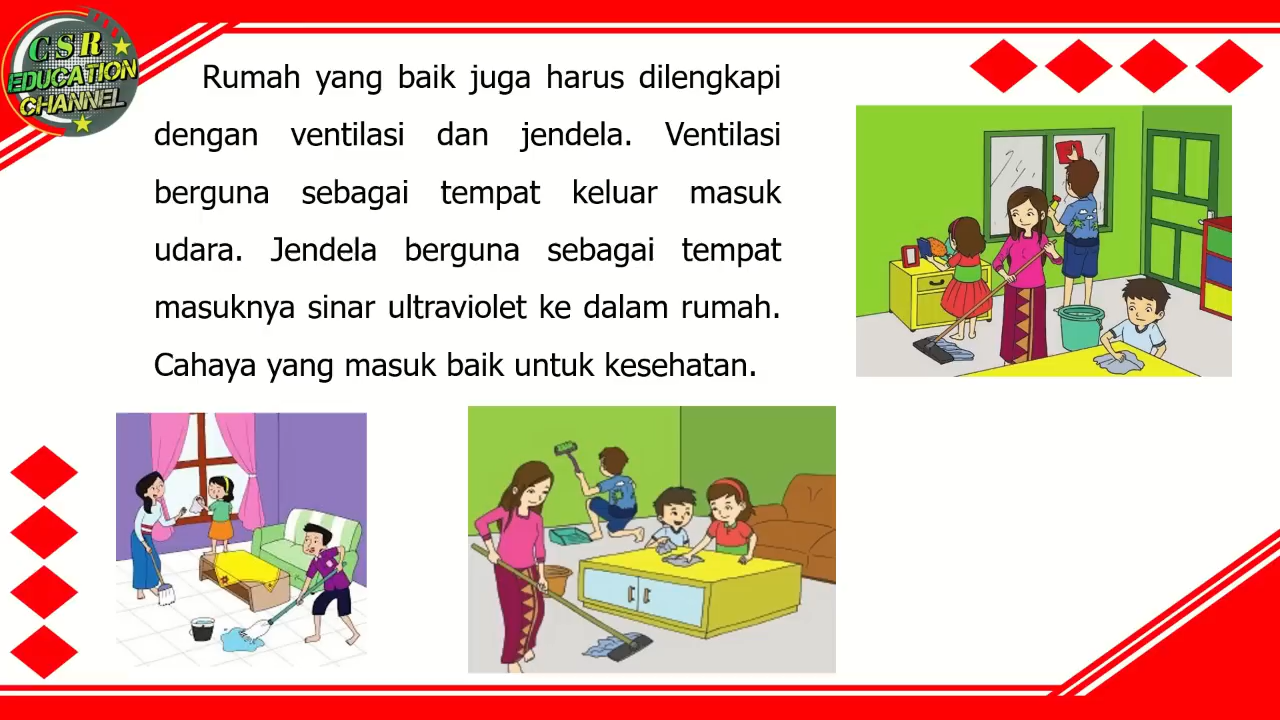 CSR
EDUCATION
CHANNEL
Rumah yang baik juga harus dilengkapi
dengan ventilasi dan jendela. Ventilasi
berguna sebagai tempat keluar masuk
udara. Jendela berguna sebagai tempat
masuknya sinar ultraviolet ke dalam rumah.
Cahaya yang masuk baik untuk kesehatan.